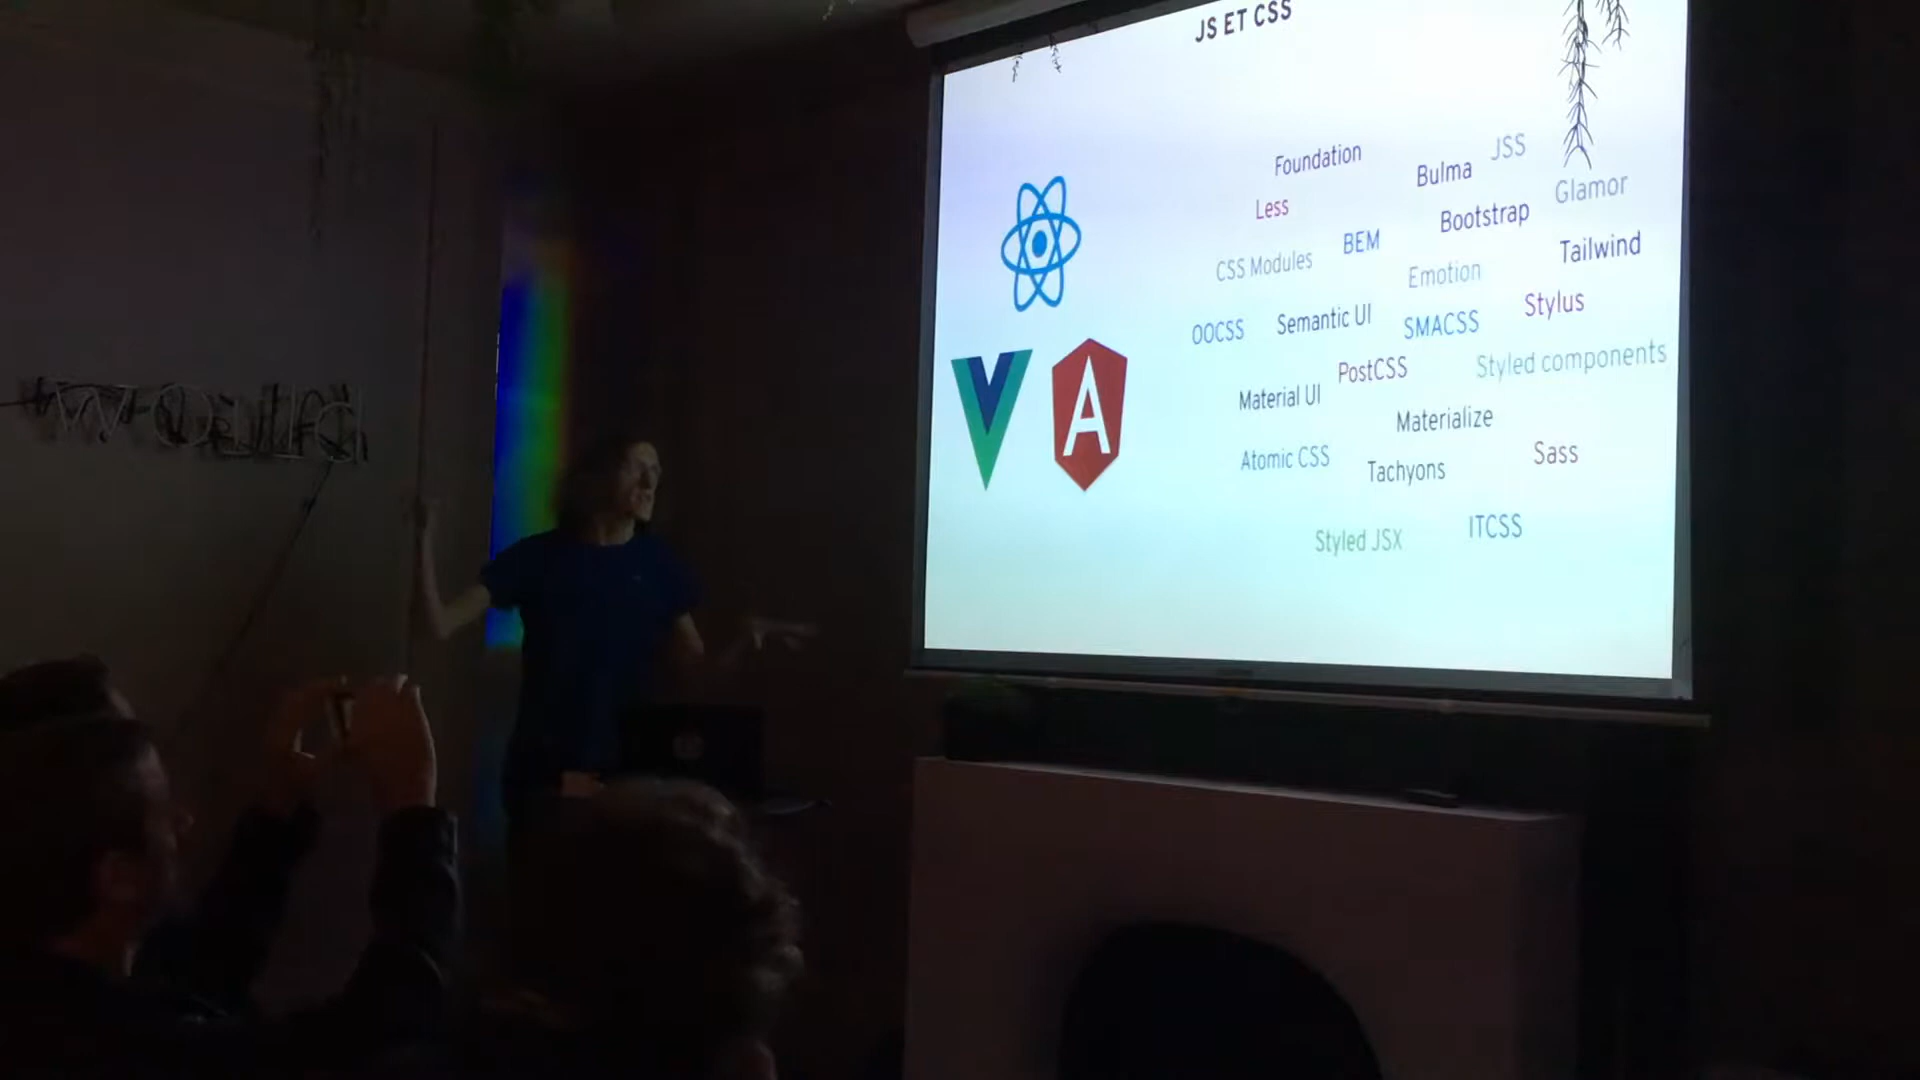 JS ET CSS
Foundation
Bulma
JSS
Less
Bootstrap
Glamor
CSS Modules
BEM
Emotion
Tailwind
OOCSS
Semantic UI
SMACSS
Stylus
Material UI
PostCSS
Styled components
Materialize
Atomic CSS
Tachyons
Sass
Styled JSX
ITCSS
A
would